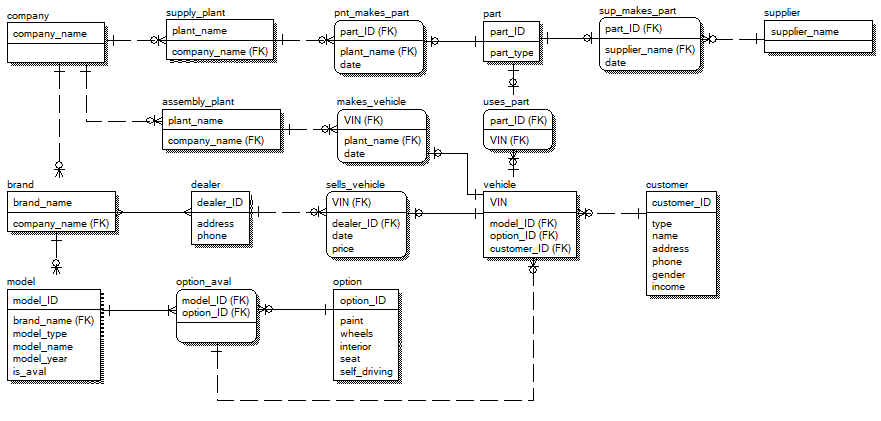 company
company_name
supply_plant
plant_name
company_name (FK)
pnt_makes_part
part_ID (FK)
plant_name (FK)
date
part
part_ID
part_type
sup_makes_part
part_ID (FK)
supplier_name (FK)
date
supplier
supplier_name
assembly_plant
plant_name
company_name (FK)
makes_vehicle
VIN (FK)
plant_name (FK)
date
uses_part
part_ID (FK)
VIN (FK)
brand
brand_name
company_name (FK)
dealer
dealer_ID
address
phone
sells_vehicle
VIN (FK)
dealer_ID (FK)
date
price
vehicle
VIN
model_ID (FK)
option_ID (FK)
customer_ID (FK)
customer
customer_ID
type
name
address
phone
gender
income
model
model_ID
brand_name (FK)
model_type
model_name
model_year
is_aval
option_aval
model_ID (FK)
option_ID (FK)
option
option_ID
paint
wheels
interior
seat
self_driving